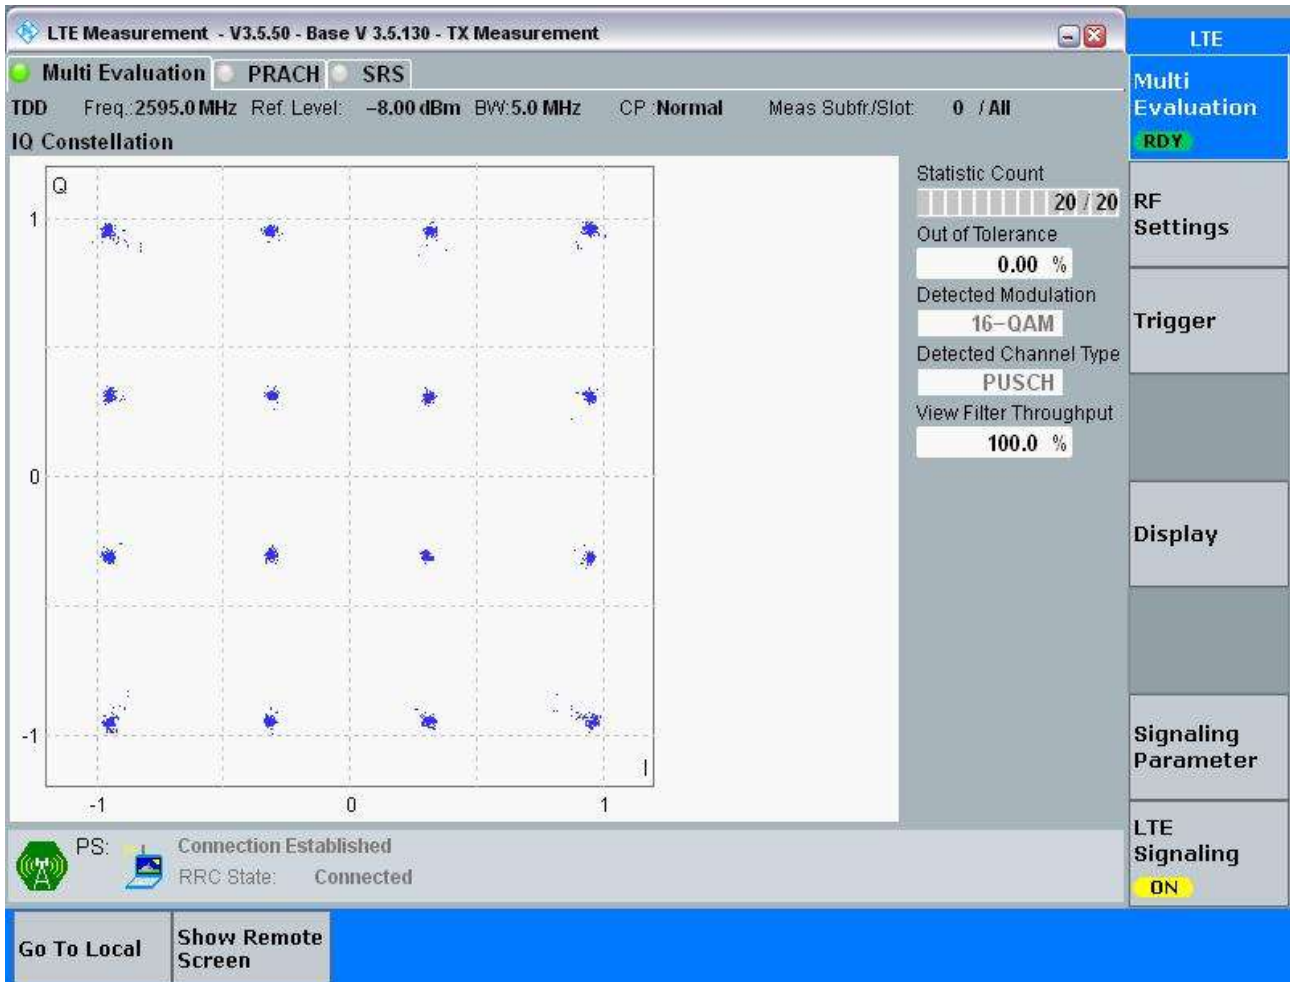 LTE Measurement - V3.5.50 - Base V 3.5.130 - TX Measurement
LTE
Multi Evaluation PRACH SRS
TDD Freq.:2595.0 MHz Ref. Level: -8.00 dBm BW:5.0 MHz CP :Normal Meas Subfr./Slot: 0 / All
IQ Constellation
Q
1
0
-1
I
-1 0 1
Statistic Count
20 / 20
Out of Tolerance
0.00 %
Detected Modulation
16-QAM
Detected Channel Type
PUSCH
View Filter Throughput
100.0 %
Multi
Evaluation
RDY
RF
Settings
Trigger
Display
Signaling
Parameter
LTE
Signaling
ON
PS: Connection Established
RRC State: Connected
Go To Local
Show Remote
Screen